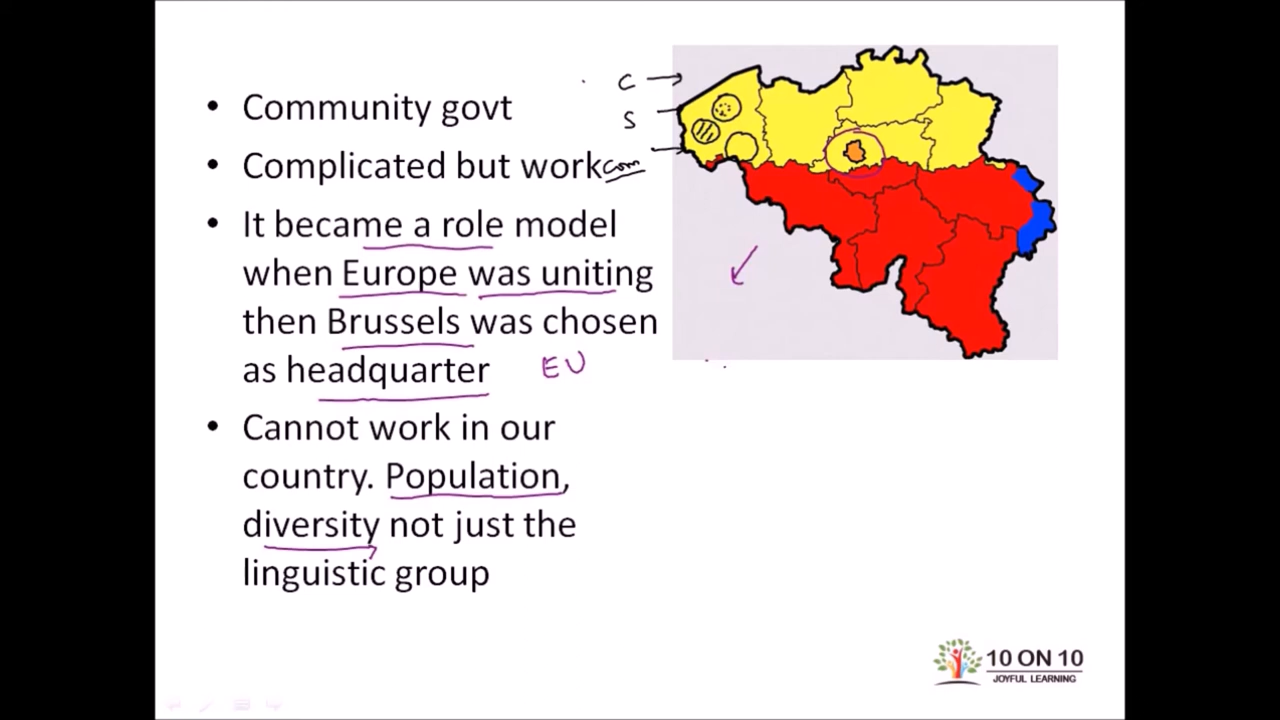 • Community govt
• Complicated but work
• It became a role model
when Europe was uniting
then Brussels was chosen
as headquarter
EU
• Cannot work in our
country. Population,
diversity not just the
linguistic group
C
S
com
10 ON 10
JOYFUL LEARNING